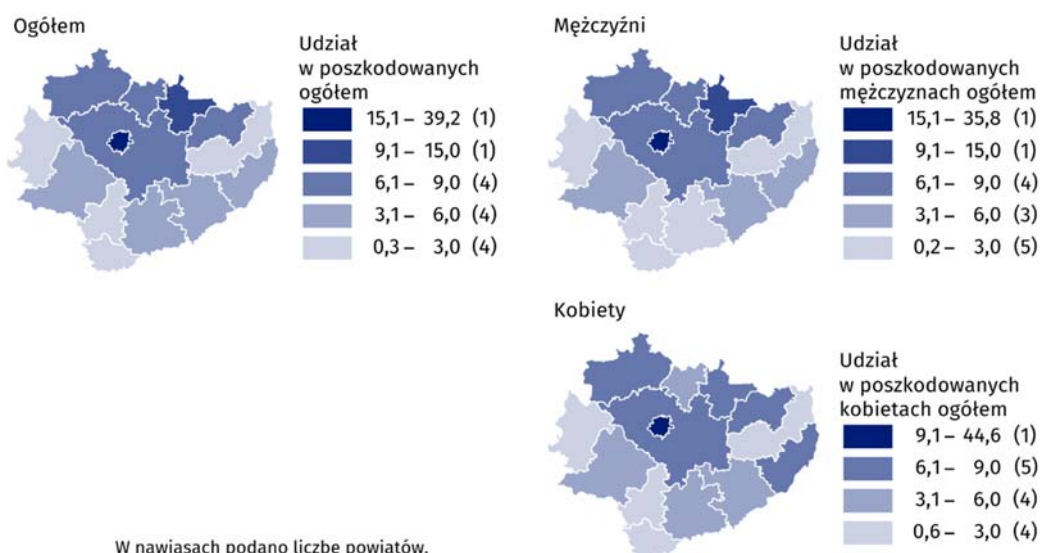 Ogółem
Udział
w poszkodowanych
ogółem
15,1 – 39,2 (1)
9,1 – 15,0 (1)
6,1 – 9,0 (4)
3,1 – 6,0 (4)
0,3 – 3,0 (4)
Mężczyźni
Udział
w poszkodowanych
mężczyznach ogółem
15,1 – 35,8 (1)
9,1 – 15,0 (1)
6,1 – 9,0 (4)
3,1 – 6,0 (3)
0,2 – 3,0 (5)
Kobiety
Udział
w poszkodowanych
kobietach ogółem
9,1 – 44,6 (1)
6,1 – 9,0 (5)
3,1 – 6,0 (4)
0,6 – 3,0 (4)
W nawiasach podano liczbę powiatów.